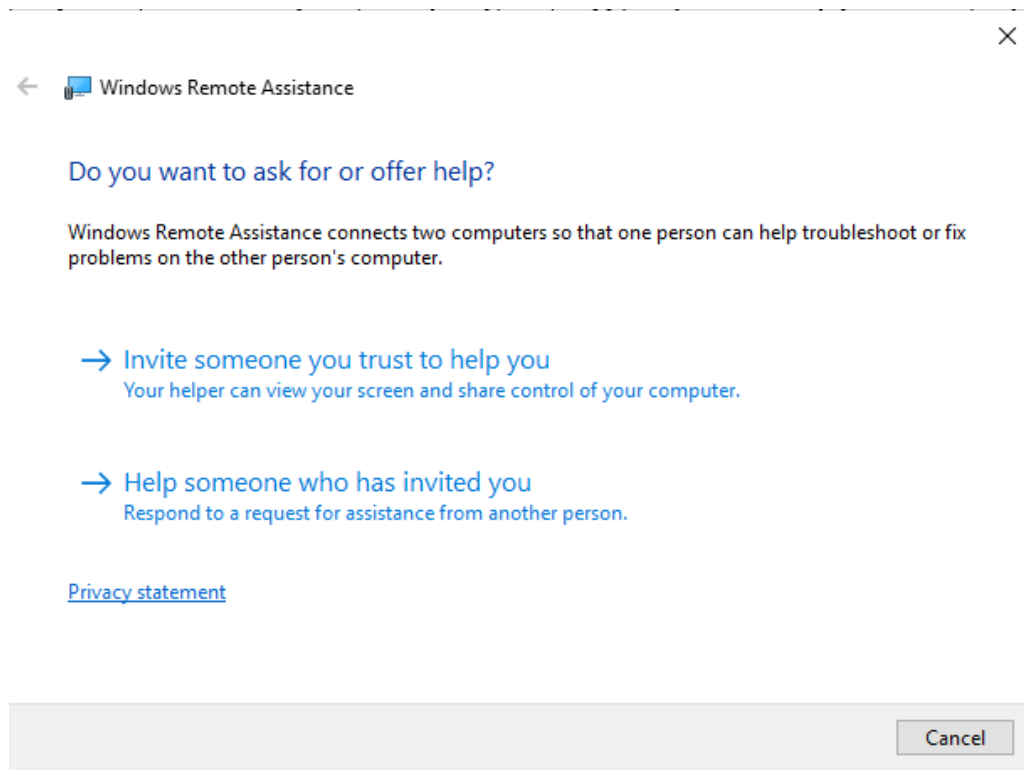 Windows Remote Assistance
Do you want to ask for or offer help?
Windows Remote Assistance connects two computers so that one person can help troubleshoot or fix
problems on the other person's computer.
Invite someone you trust to help you
Your helper can view your screen and share control of your computer.
Help someone who has invited you
Respond to a request for assistance from another person.
Privacy statement
Cancel